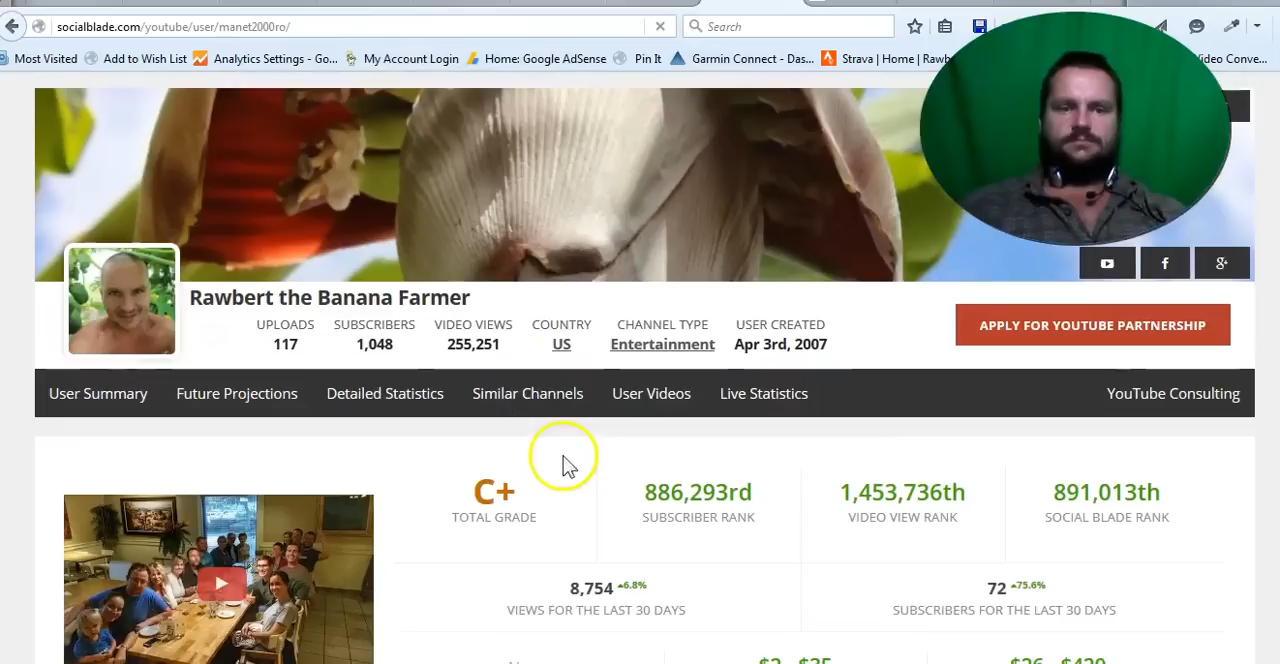 socialblade.com/youtube/user/manet2000ro/
Search
Most Visited Add to Wish List Analytics Settings - Go... My Account Login Home: Google AdSense Pin It Garmin Connect - Das... Strava | Home | Rawb ideo Conve...
Rawbert the Banana Farmer
UPLOADS SUBSCRIBERS VIDEO VIEWS COUNTRY CHANNEL TYPE USER CREATED
117 1,048 255,251 US Entertainment Apr 3rd, 2007
APPLY FOR YOUTUBE PARTNERSHIP
User Summary Future Projections Detailed Statistics Similar Channels User Videos Live Statistics YouTube Consulting
C+ 886,293rd 1,453,736th 891,013th
TOTAL GRADE SUBSCRIBER RANK VIDEO VIEW RANK SOCIAL BLADE RANK
8,754 6.8% 72 75.6%
VIEWS FOR THE LAST 30 DAYS SUBSCRIBERS FOR THE LAST 30 DAYS